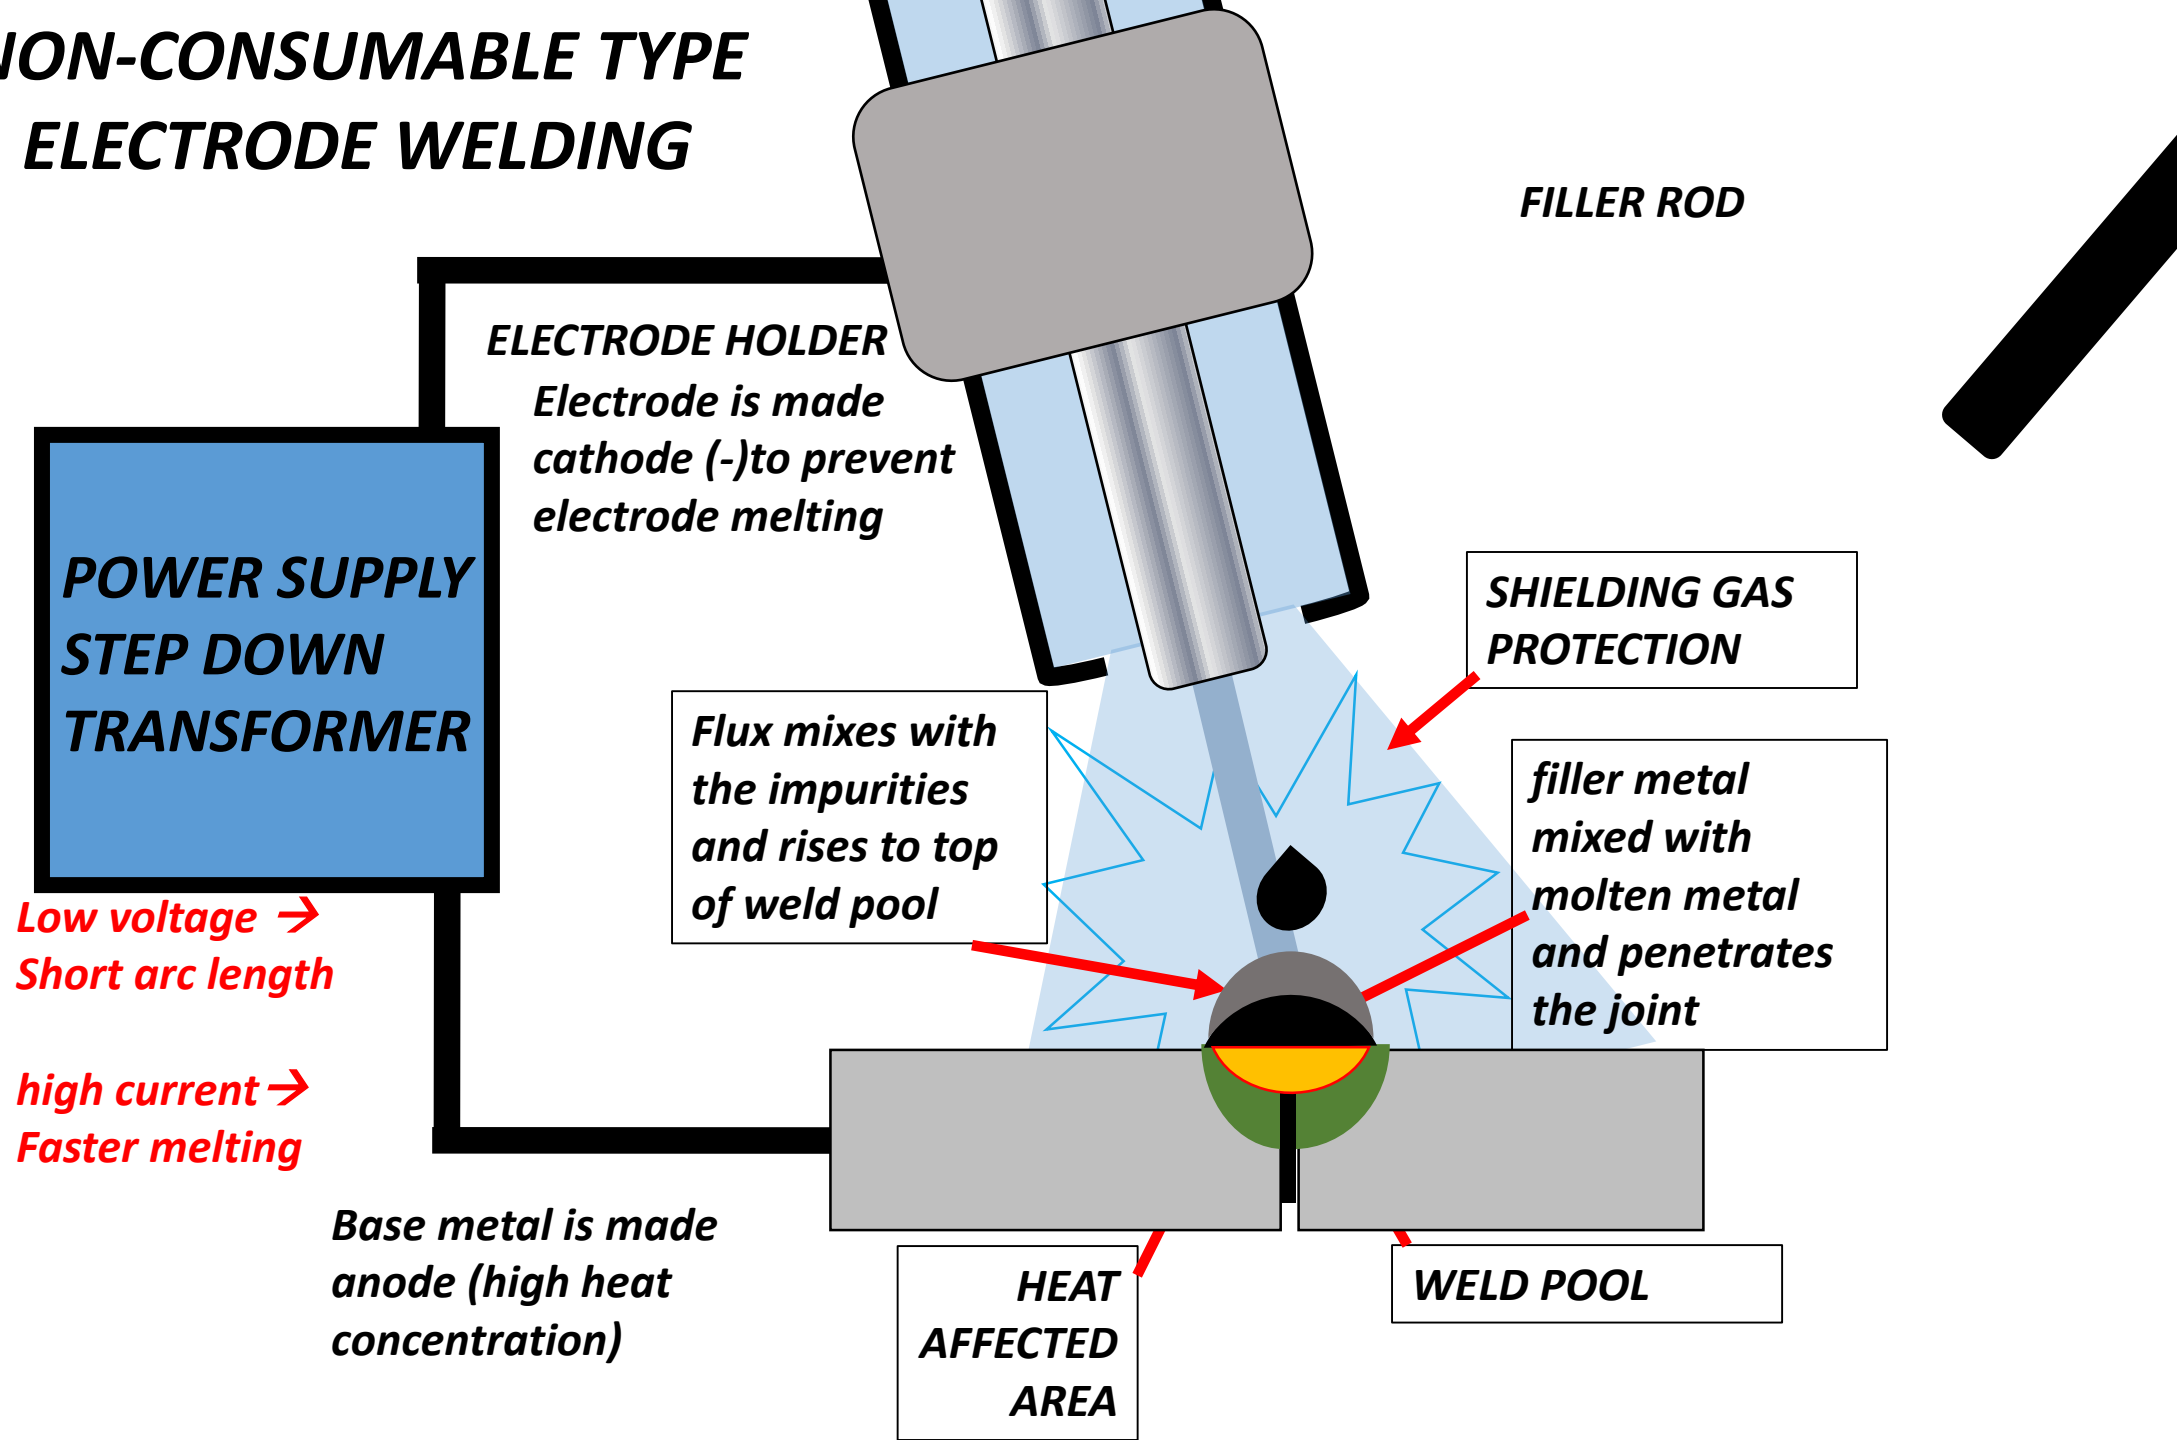 NON-CONSUMABLE TYPE
ELECTRODE WELDING
FILLER ROD
ELECTRODE HOLDER
Electrode is made
cathode (-)to prevent
electrode melting
POWER SUPPLY
STEP DOWN
TRANSFORMER
SHIELDING GAS
PROTECTION
Flux mixes with
the impurities
and rises to top
of weld pool
filler metal
mixed with
molten metal
and penetrates
the joint
Low voltage →
Short arc length
high current→
Faster melting
Base metal is made
anode (high heat
concentration)
HEAT
AFFECTED
AREA
WELD POOL